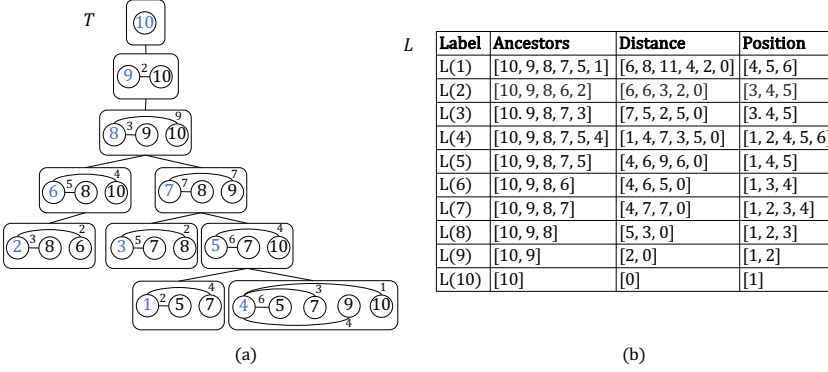 T
10
9 2 10
9
8 3 9 10
4
6 5 8 10
7
7 7 8 9
2
2 3 8 6
2
3 5 7 8
4
5 6 7 10
4
1 2 5 7
3 1
4 6 5 7 9 10
4
(a)
L
Label Ancestors Distance Position
L(1) [10, 9, 8, 7, 5, 1] [6, 8, 11, 4, 2, 0] [4, 5, 6]
L(2) [10, 9, 8, 6, 2] [6, 6, 3, 2, 0] [3, 4, 5]
L(3) [10. 9, 8, 7, 3] [7, 5, 2, 5, 0] [3. 4, 5]
L(4) [10, 9, 8, 7, 5, 4] [1, 4, 7, 3, 5, 0] [1, 2, 4, 5, 6]
L(5) [10, 9, 8, 7, 5] [4, 6, 9, 6, 0] [1, 4, 5]
L(6) [10, 9, 8, 6] [4, 6, 5, 0] [1, 3, 4]
L(7) [10, 9, 8, 7] [4, 7, 7, 0] [1, 2, 3, 4]
L(8) [10, 9, 8] [5, 3, 0] [1, 2, 3]
L(9) [10, 9] [2, 0] [1, 2]
L(10) [10] [0] [1]
(b)